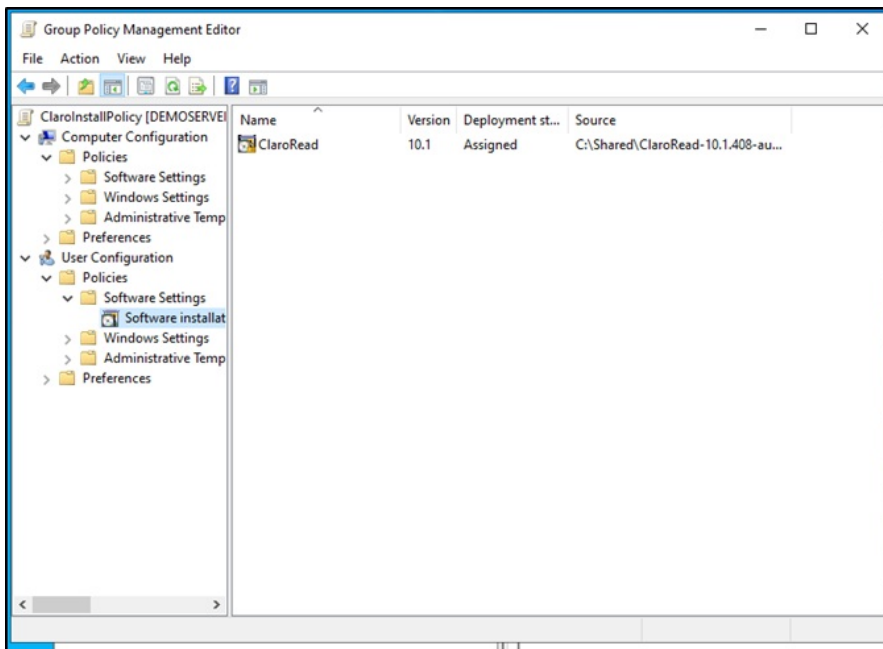 Group Policy Management Editor
File Action View Help
ClaroInstallPolicy [DEMOSERVE
Computer Configuration
Policies
Software Settings
Windows Settings
Administrative Temp
Preferences
User Configuration
Policies
Software Settings
Software installat
Windows Settings
Administrative Temp
Preferences
Name Version Deployment st... Source
ClaroRead 10.1 Assigned C:\Shared\ClaroRead-10.1.408-au...